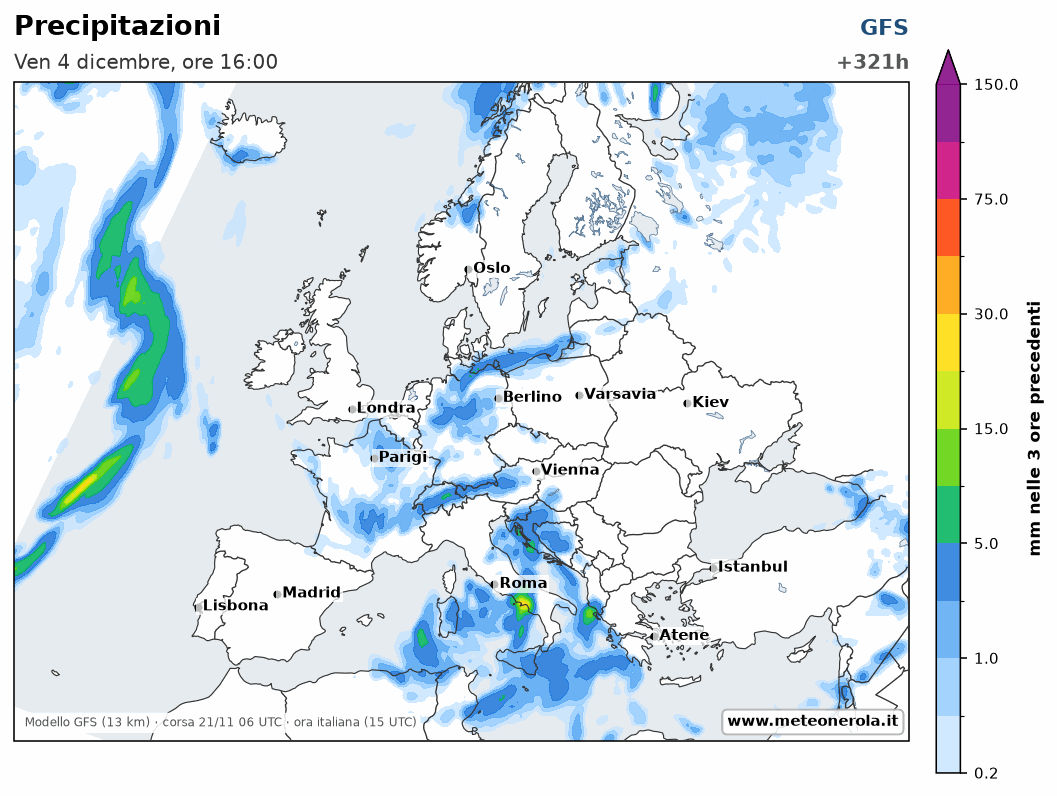 Precipitazioni
GFS
Ven 4 dicembre, ore 16:00
+321h
150.0
75.0
30.0
15.0
5.0
1.0
0.2
mm nelle 3 ore precedenti
Oslo
Berlino
Varsavia
Londra
Kiev
Parigi
Vienna
Istanbul
Roma
Madrid
Lisbona
Atene
Modello GFS (13 km) · corsa 21/11 06 UTC · ora italiana (15 UTC)
www.meteonerola.it